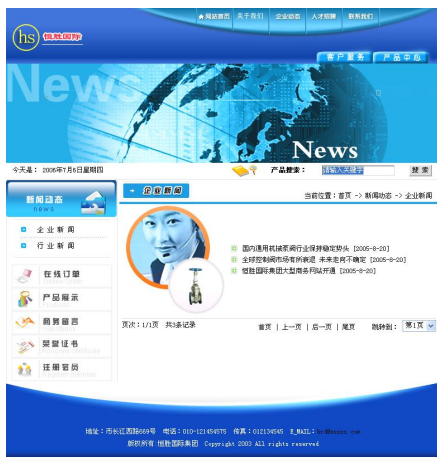 网站首页 关于我们 企业动态 人才招聘 联系我们
hs 恒胜国际
客户服务 产品中心
News
News
今天是： 2006年7月6日星期四 产品搜索： 请输入关键字 搜 索
新闻动态 企业新闻 当前位置：首页 -> 新闻动态 -> 企业新闻
news
企业新闻
行业新闻
国内通用机械泵阀行业保持稳定势头 [2005-8-20]
全球控制阀市场有所衰退 未来走向不确定 [2005-8-20]
恒胜国际集团大型商务网站开通 [2005-8-20]
在线订单
产品展示
商务留言
荣誉证书
注册会员
页次：1/1页 共3条记录 首页 | 上一页 | 后一页 | 尾页 跳转到： 第1页
地址：市长江西路669号 电话：010-121454575 传真：012134545 E_MAIL：
版权所有 恒胜国际集团 Copyright 2003 All rights reserved